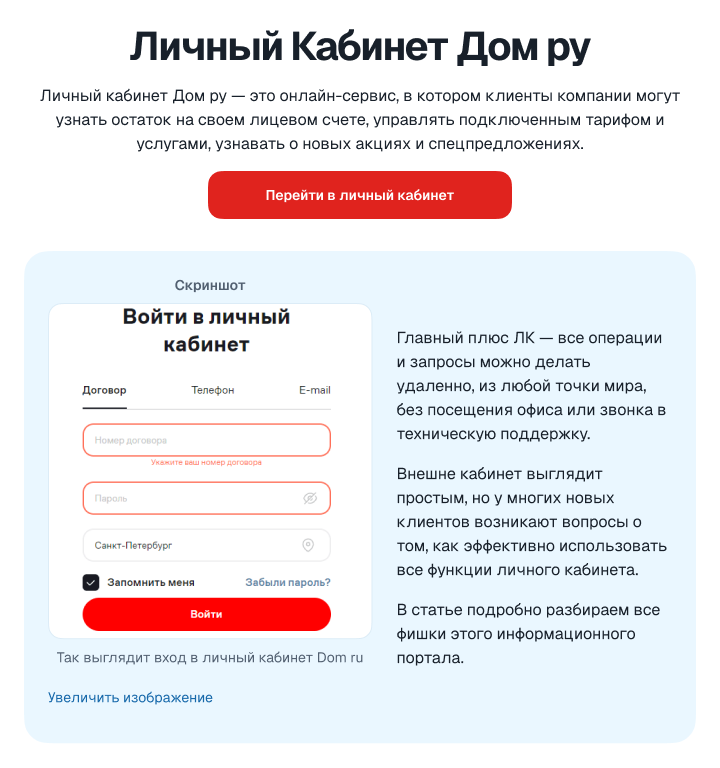 Личный Кабинет Дом ру
Личный кабинет Дом ру — это онлайн-сервис, в котором клиенты компании могут
узнать остаток на своем лицевом счете, управлять подключенным тарифом и
услугами, узнавать о новых акциях и спецпредложениях.
Перейти в личный кабинет
Скриншот
Войти в личный
кабинет
Договор Телефон E-mail
Номер договора
Укажите ваш номер договора
Пароль
Санкт-Петербург
Запомнить меня Забыли пароль?
Войти
Так выглядит вход в личный кабинет Dom ru
Увеличить изображение
Главный плюс ЛК — все операции
и запросы можно делать
удаленно, из любой точки мира,
без посещения офиса или звонка в
техническую поддержку.
Внешне кабинет выглядит
простым, но у многих новых
клиентов возникают вопросы о
том, как эффективно использовать
все функции личного кабинета.
В статье подробно разбираем все
фишки этого информационного
портала.